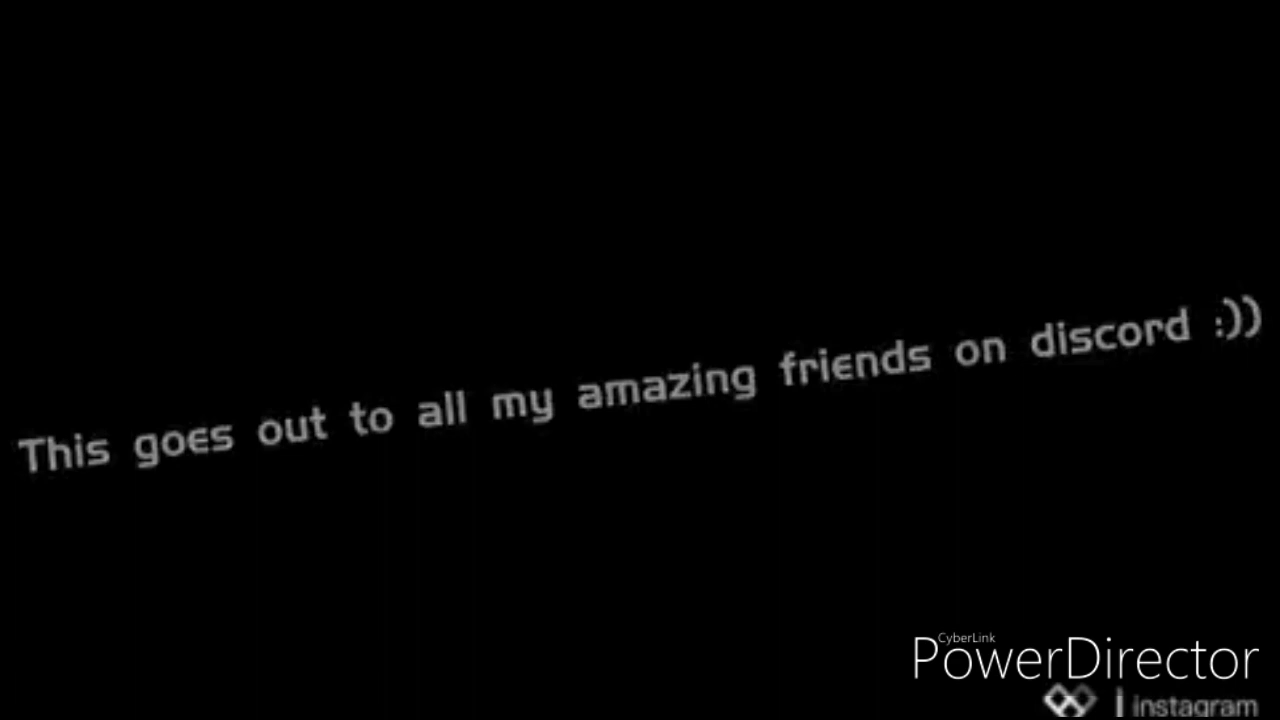 This goes out to all my amazing friends on discord :))
CyberLink
PowerDirector
| instagram